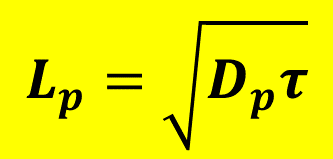 Lₚ = √(Dₚτ)